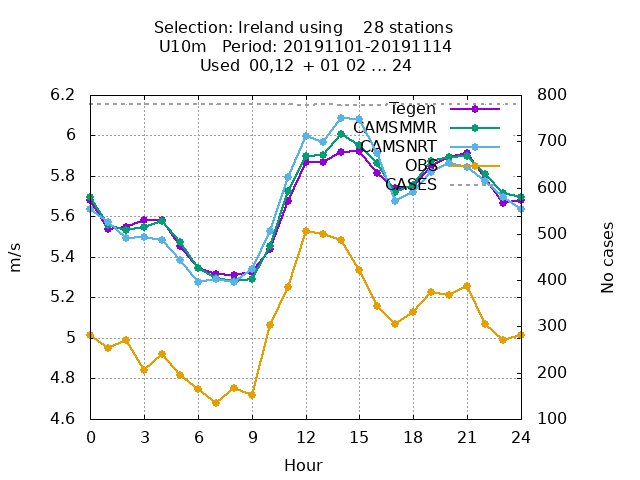 Selection: Ireland using    28 stations
U10m   Period: 20191101-20191114
Used  00,12  + 01 02 ... 24
6.2
6
5.8
5.6
5.4
5.2
5
4.8
4.6
m/s
800
700
600
500
400
300
200
100
No cases
Tegen
CAMSMMR
CAMSNRT
OBS
CASES
0 3 6 9 12 15 18 21 24
Hour